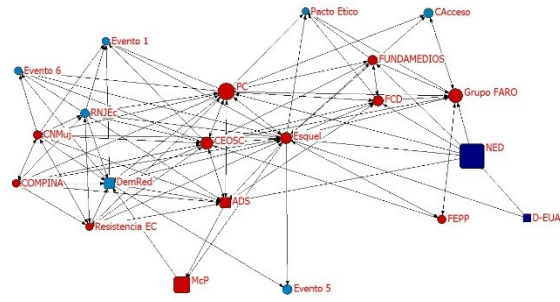 Pacto Etico
CAcceso
Evento 1
FUNDAMEDIOS
Evento 6
PC
Grupo FARO
FCD
RNJEc
CNMuj
CEOSC
Esquel
NED
COMPINA
DemRed
ADS
Resistencia EC
FEPP
D-EUA
McP
Evento 5